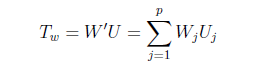 $T_w = W'U = \sum_{j=1}^{p} W_j U_j$